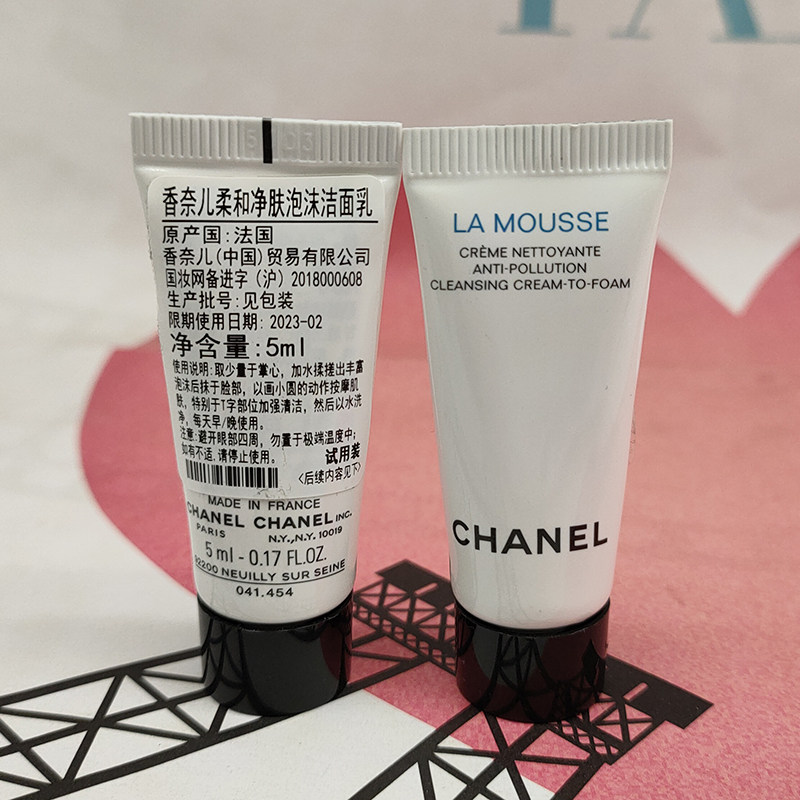 香奈儿柔和净肤泡沫洁面乳
原产国:法国
香奈儿(中国)贸易有限公司
国妆网备进字(沪)2018000608
生产批号:见包装
限期使用日期:2023-02
净含量:5ml
使用说明:取少量于掌心，加水揉搓出丰富
泡沫后抹于脸部，以画小圆的动作按摩肌
肤，特别于T字部位加强清洁，然后以水洗
净，每天早/晚使用。
注意:避开眼部四周，勿置于极端温度中;
如有不适,请停止使用。
试用装
<后续内容见下>
MADE IN FRANCE
CHANEL CHANEL INC.
PARIS N.Y.,N.Y. 10019
5 ml - 0.17 FL.OZ.
92200 NEUILLY SUR SEINE
041.454
LA MOUSSE
CRÈME NETTOYANTE
ANTI-POLLUTION
CLEANSING CREAM-TO-FOAM
CHANEL